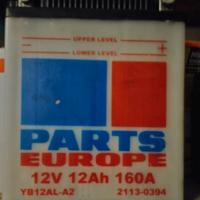 UPPER LEVEL
LOWER LEVEL
PARTS
EUROPE
12V 12Ah 160A
YB12AL-A2 2113-0394